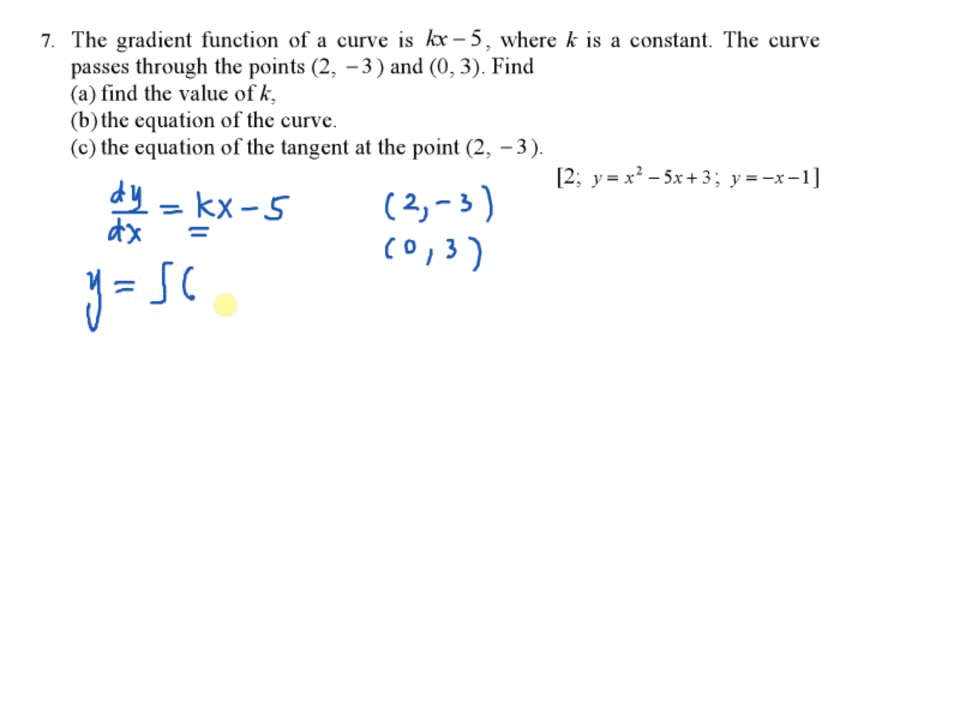 7. The gradient function of a curve is kx − 5, where k is a constant. The curve
passes through the points (2, −3 ) and (0, 3). Find
(a) find the value of k,
(b) the equation of the curve.
(c) the equation of the tangent at the point (2, −3 ).
[2; y = x² − 5x + 3; y = −x − 1]
dy/dx = kx − 5 (2, −3)
(0, 3)
y = ∫(